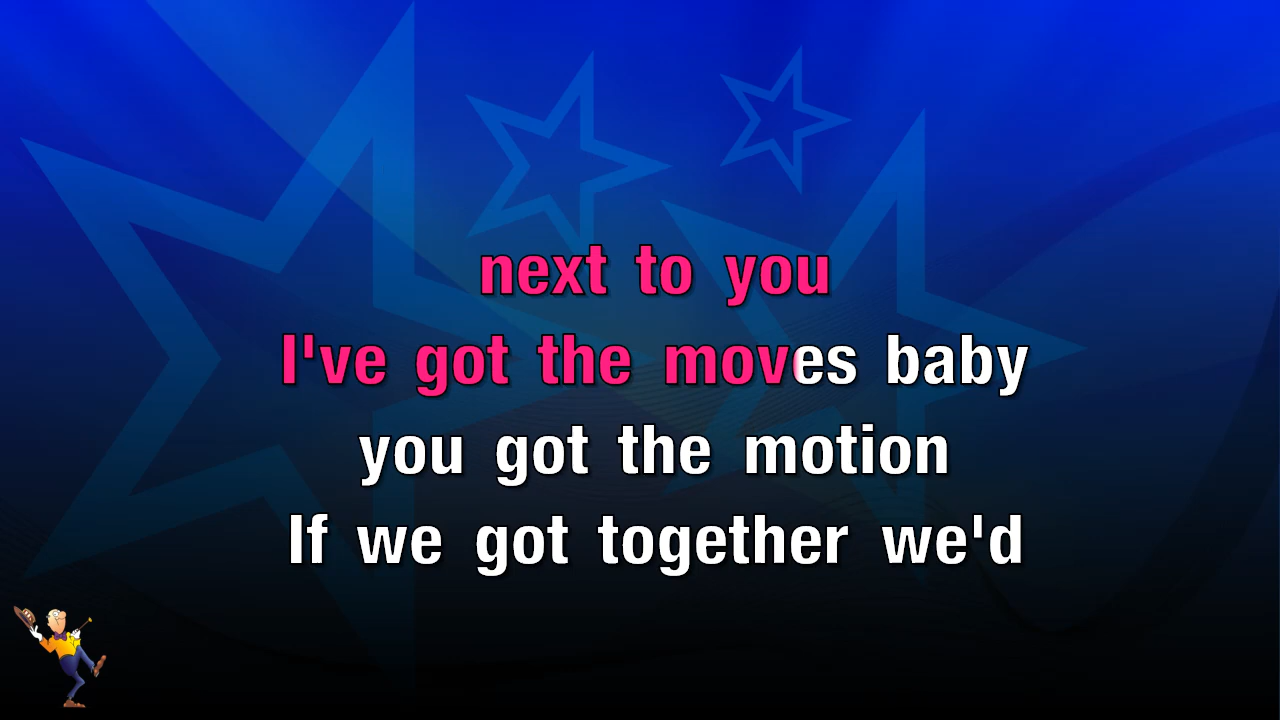 next to you
I've got the moves baby
you got the motion
If we got together we'd